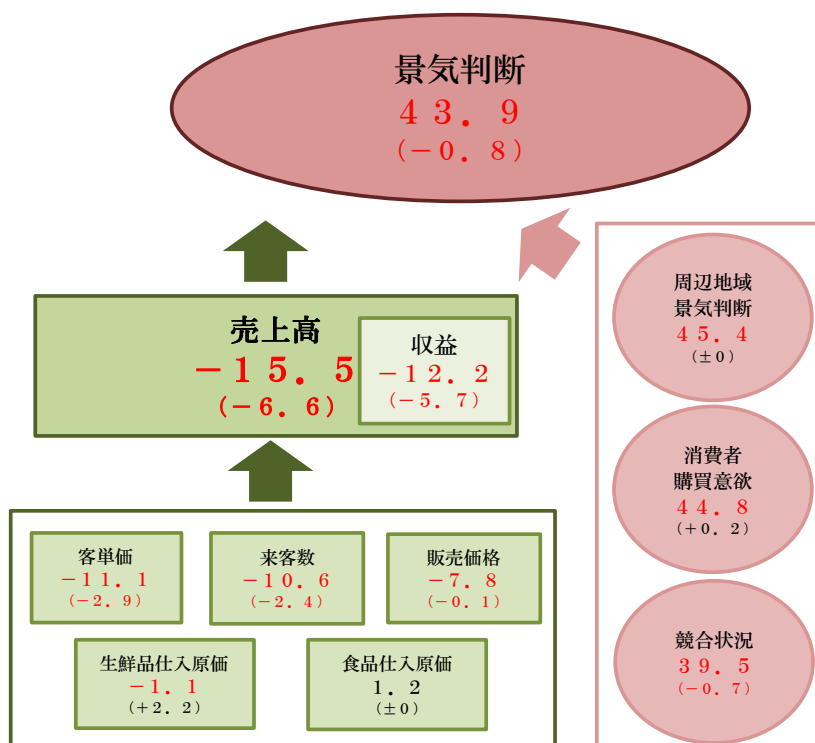 景気判断
４３．９
（－０．８）
売上高
－１５．５
（－６．６）
収益
－１２．２
（－５．７）
客単価
－１１．１
（－２．９）
来客数
－１０．６
（－２．４）
販売価格
－７．８
（－０．１）
生鮮品仕入原価
－１．１
（＋２．２）
食品仕入原価
１．２
（±０）
周辺地域
景気判断
４５．４
（±０）
消費者
購買意欲
４４．８
（＋０．２）
競合状況
３９．５
（－０．７）